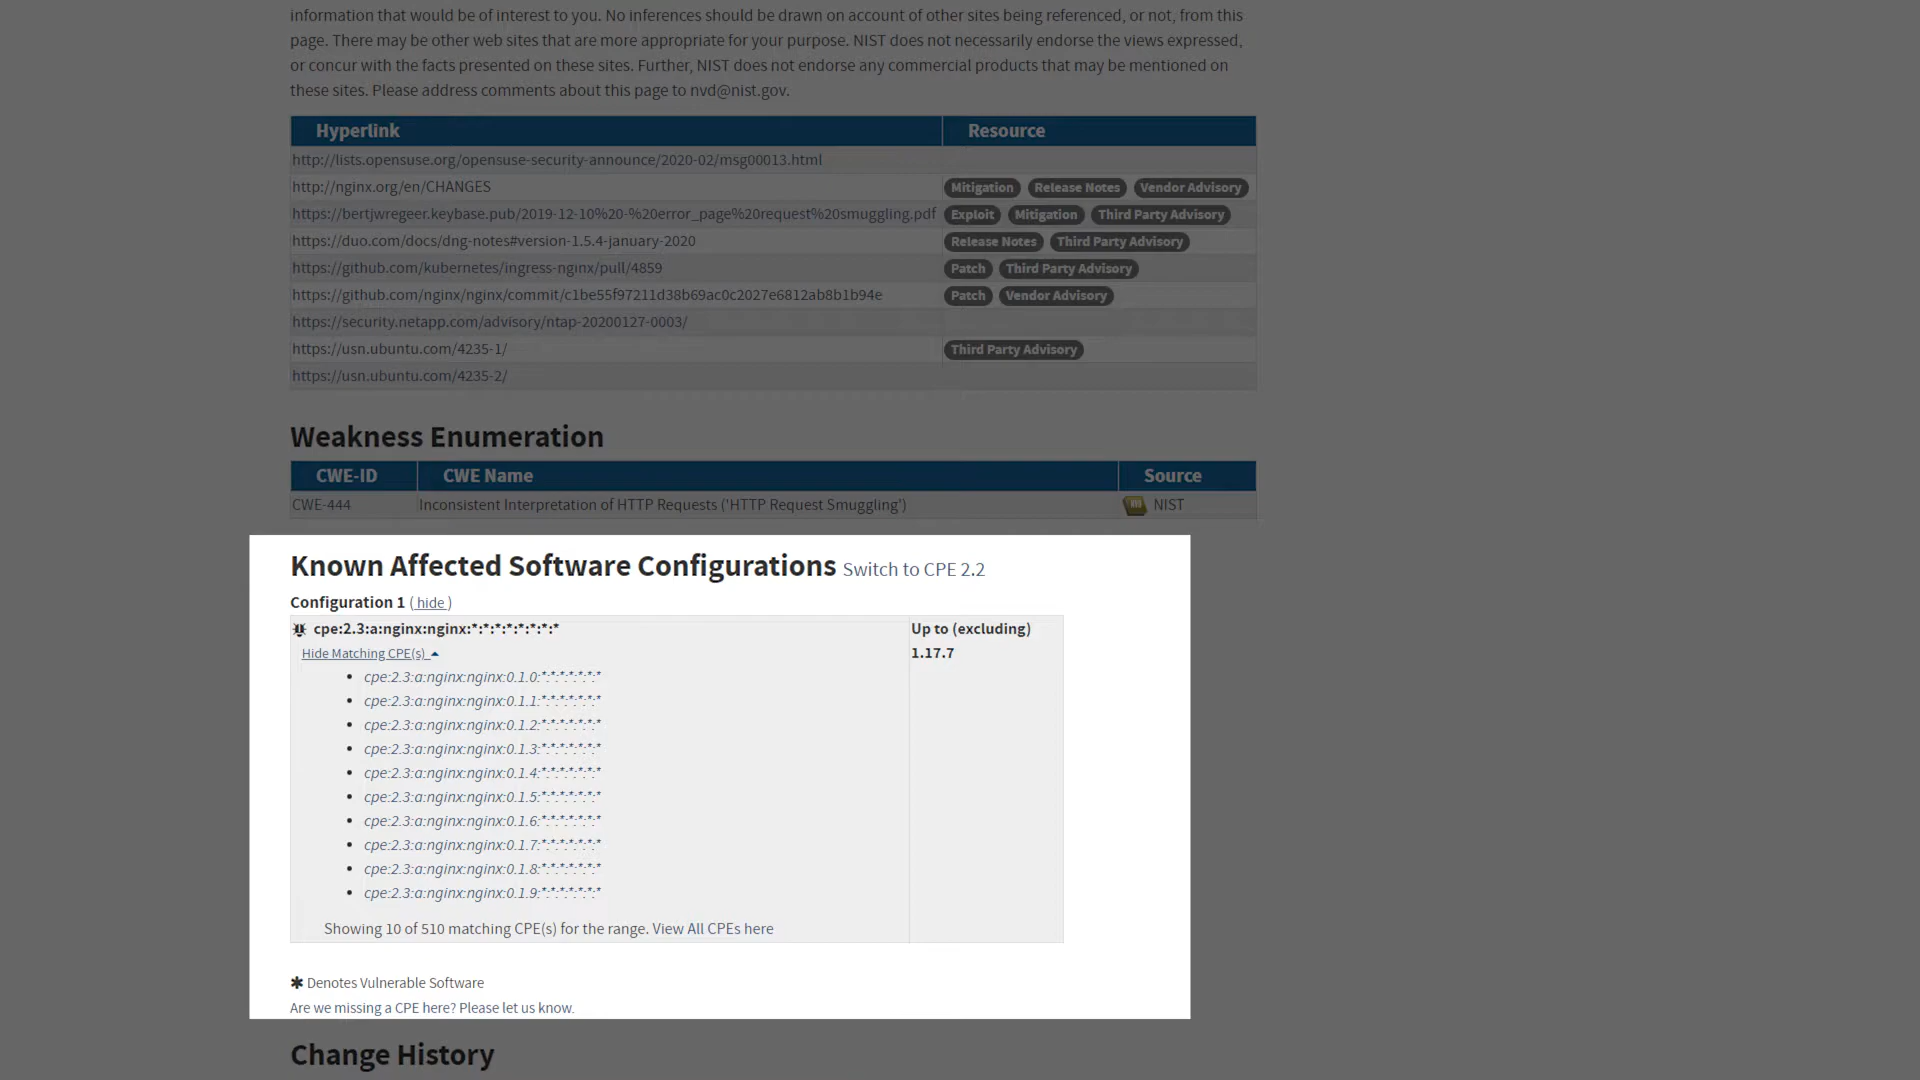 information that would be of interest to you. No inferences should be drawn on account of other sites being referenced, or not, from this
page. There may be other web sites that are more appropriate for your purpose. NIST does not necessarily endorse the views expressed,
or concur with the facts presented on these sites. Further, NIST does not endorse any commercial products that may be mentioned on
these sites. Please address comments about this page to nvd@nist.gov.
Hyperlink Resource
http://lists.opensuse.org/opensuse-security-announce/2020-02/msg00013.html
http://nginx.org/en/CHANGES Mitigation Release Notes Vendor Advisory
https://bertjwregeer.keybase.pub/2019-12-10%20-%20error_page%20request%20smuggling.pdf Exploit Mitigation Third Party Advisory
https://duo.com/docs/dng-notes#version-1.5.4-january-2020 Release Notes Third Party Advisory
https://github.com/kubernetes/ingress-nginx/pull/4859 Patch Third Party Advisory
https://github.com/nginx/nginx/commit/c1be55f97211d38b69ac0c2027e6812ab8b1b94e Patch Vendor Advisory
https://security.netapp.com/advisory/ntap-20200127-0003/
https://usn.ubuntu.com/4235-1/ Third Party Advisory
https://usn.ubuntu.com/4235-2/
Weakness Enumeration
CWE-ID CWE Name Source
CWE-444 Inconsistent Interpretation of HTTP Requests ('HTTP Request Smuggling') NIST
Known Affected Software Configurations Switch to CPE 2.2
Configuration 1 ( hide )
cpe:2.3:a:nginx:nginx:*:*:*:*:*:*:*:* Up to (excluding)
Hide Matching CPE(s) 1.17.7
• cpe:2.3:a:nginx:nginx:0.1.0:*:*:*:*:*:*:*
• cpe:2.3:a:nginx:nginx:0.1.1:*:*:*:*:*:*:*
• cpe:2.3:a:nginx:nginx:0.1.2:*:*:*:*:*:*:*
• cpe:2.3:a:nginx:nginx:0.1.3:*:*:*:*:*:*:*
• cpe:2.3:a:nginx:nginx:0.1.4:*:*:*:*:*:*:*
• cpe:2.3:a:nginx:nginx:0.1.5:*:*:*:*:*:*:*
• cpe:2.3:a:nginx:nginx:0.1.6:*:*:*:*:*:*:*
• cpe:2.3:a:nginx:nginx:0.1.7:*:*:*:*:*:*:*
• cpe:2.3:a:nginx:nginx:0.1.8:*:*:*:*:*:*:*
• cpe:2.3:a:nginx:nginx:0.1.9:*:*:*:*:*:*:*
Showing 10 of 510 matching CPE(s) for the range. View All CPEs here
✱ Denotes Vulnerable Software
Are we missing a CPE here? Please let us know.
Change History